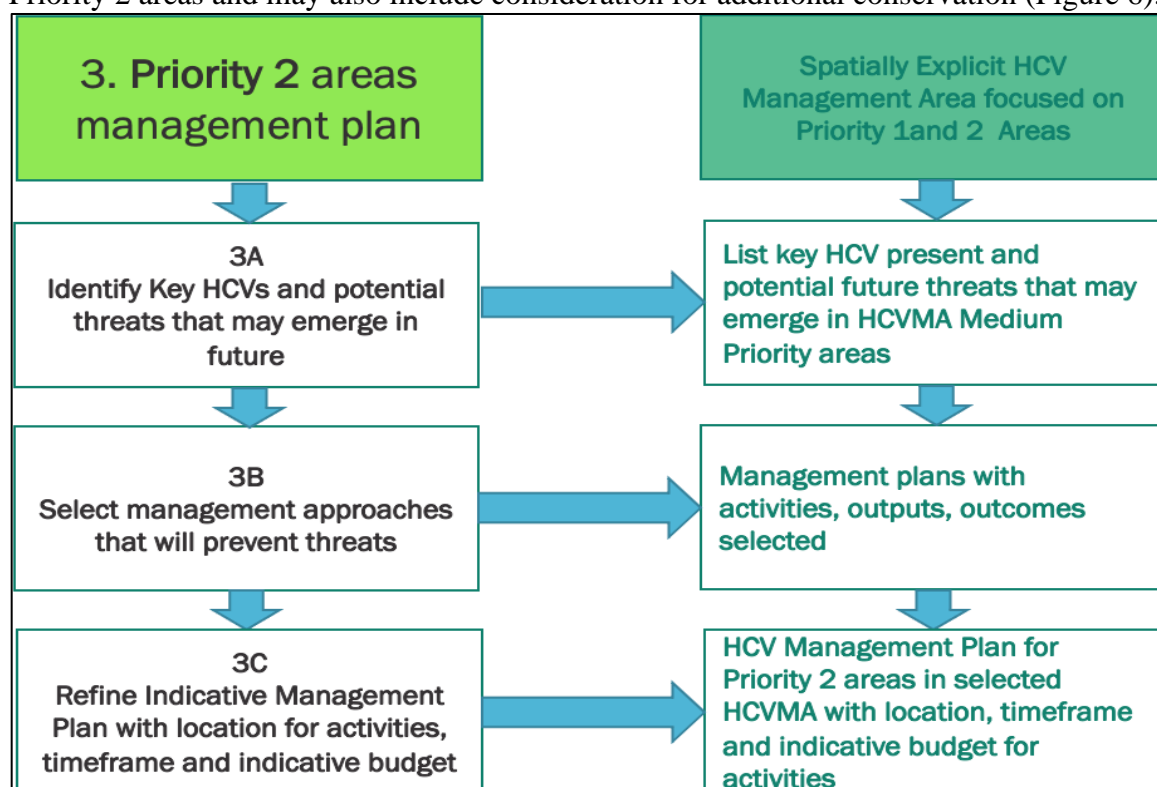 Priority 2 areas and may also include consideration for additional conservation (Figure 8).
3. Priority 2 areas
management plan
Spatially Explicit HCV
Management Area focused on
Priority 1and 2 Areas
3A
Identify Key HCVs and potential
threats that may emerge in
future
List key HCV present and
potential future threats that may
emerge in HCVMA Medium
Priority areas
3B
Select management approaches
that will prevent threats
Management plans with
activities, outputs, outcomes
selected
3C
Refine Indicative Management
Plan with location for activities,
timeframe and indicative budget
HCV Management Plan for
Priority 2 areas in selected
HCVMA with location, timeframe
and indicative budget for
activities